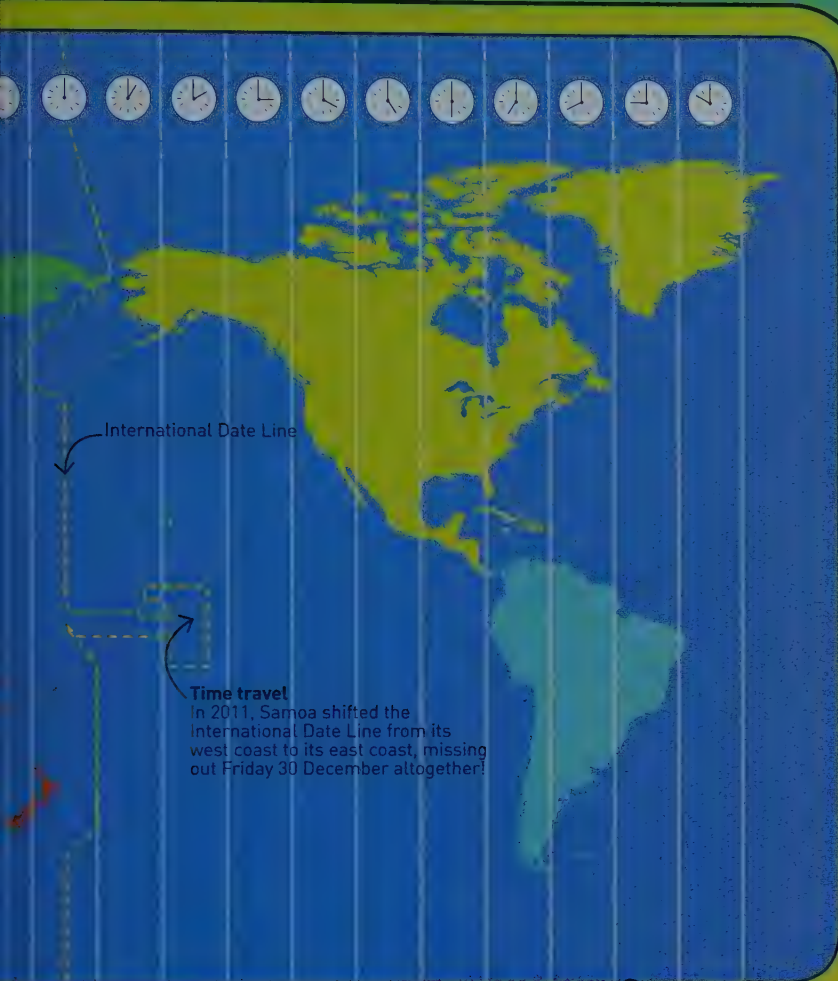 International Date Line
Time travel
In 2011, Samoa shifted the
International Date Line from its
west coast to its east coast, missing
out Friday 30 December altogether!